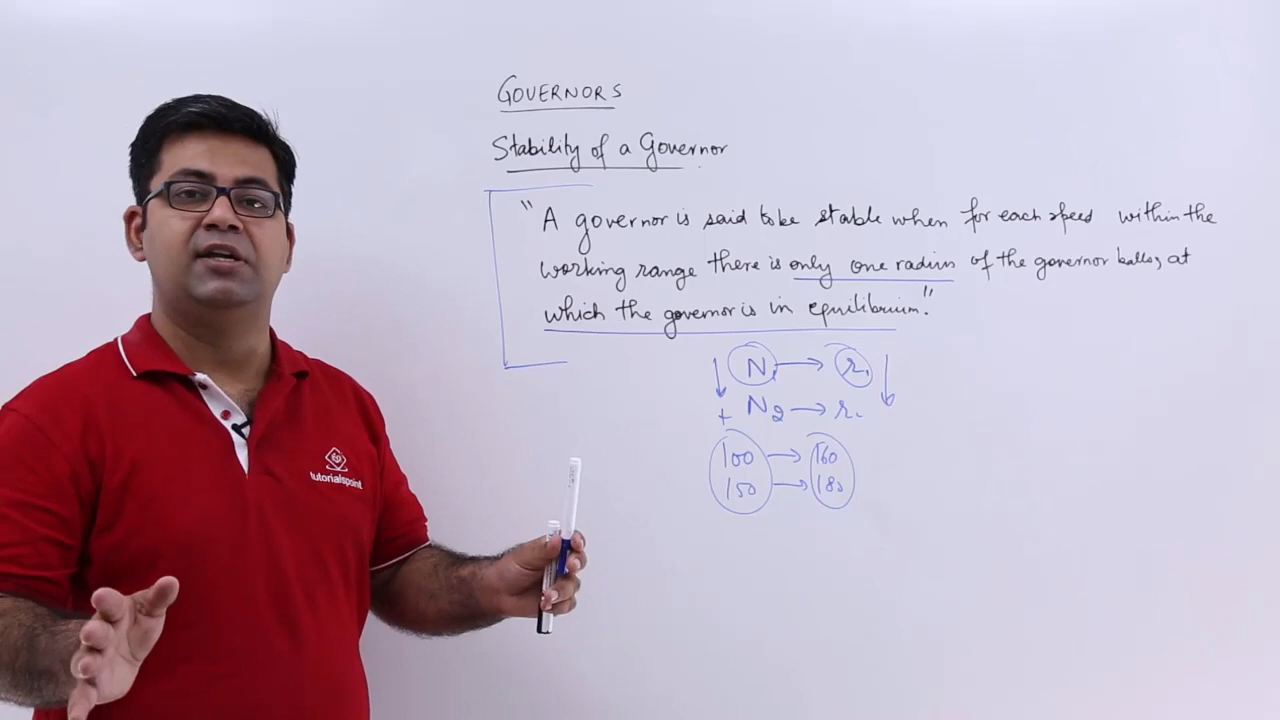 GOVERNORS
Stability of a Governor
"A governor is said to be stable when for each speed within the
working range there is only one radius of the governor balls, at
which the governor is in equilibrium."
↓ N₁ → r₁ ↓
+ N₂ → r₂
100 → 160
150 → 180
tutorialspoint